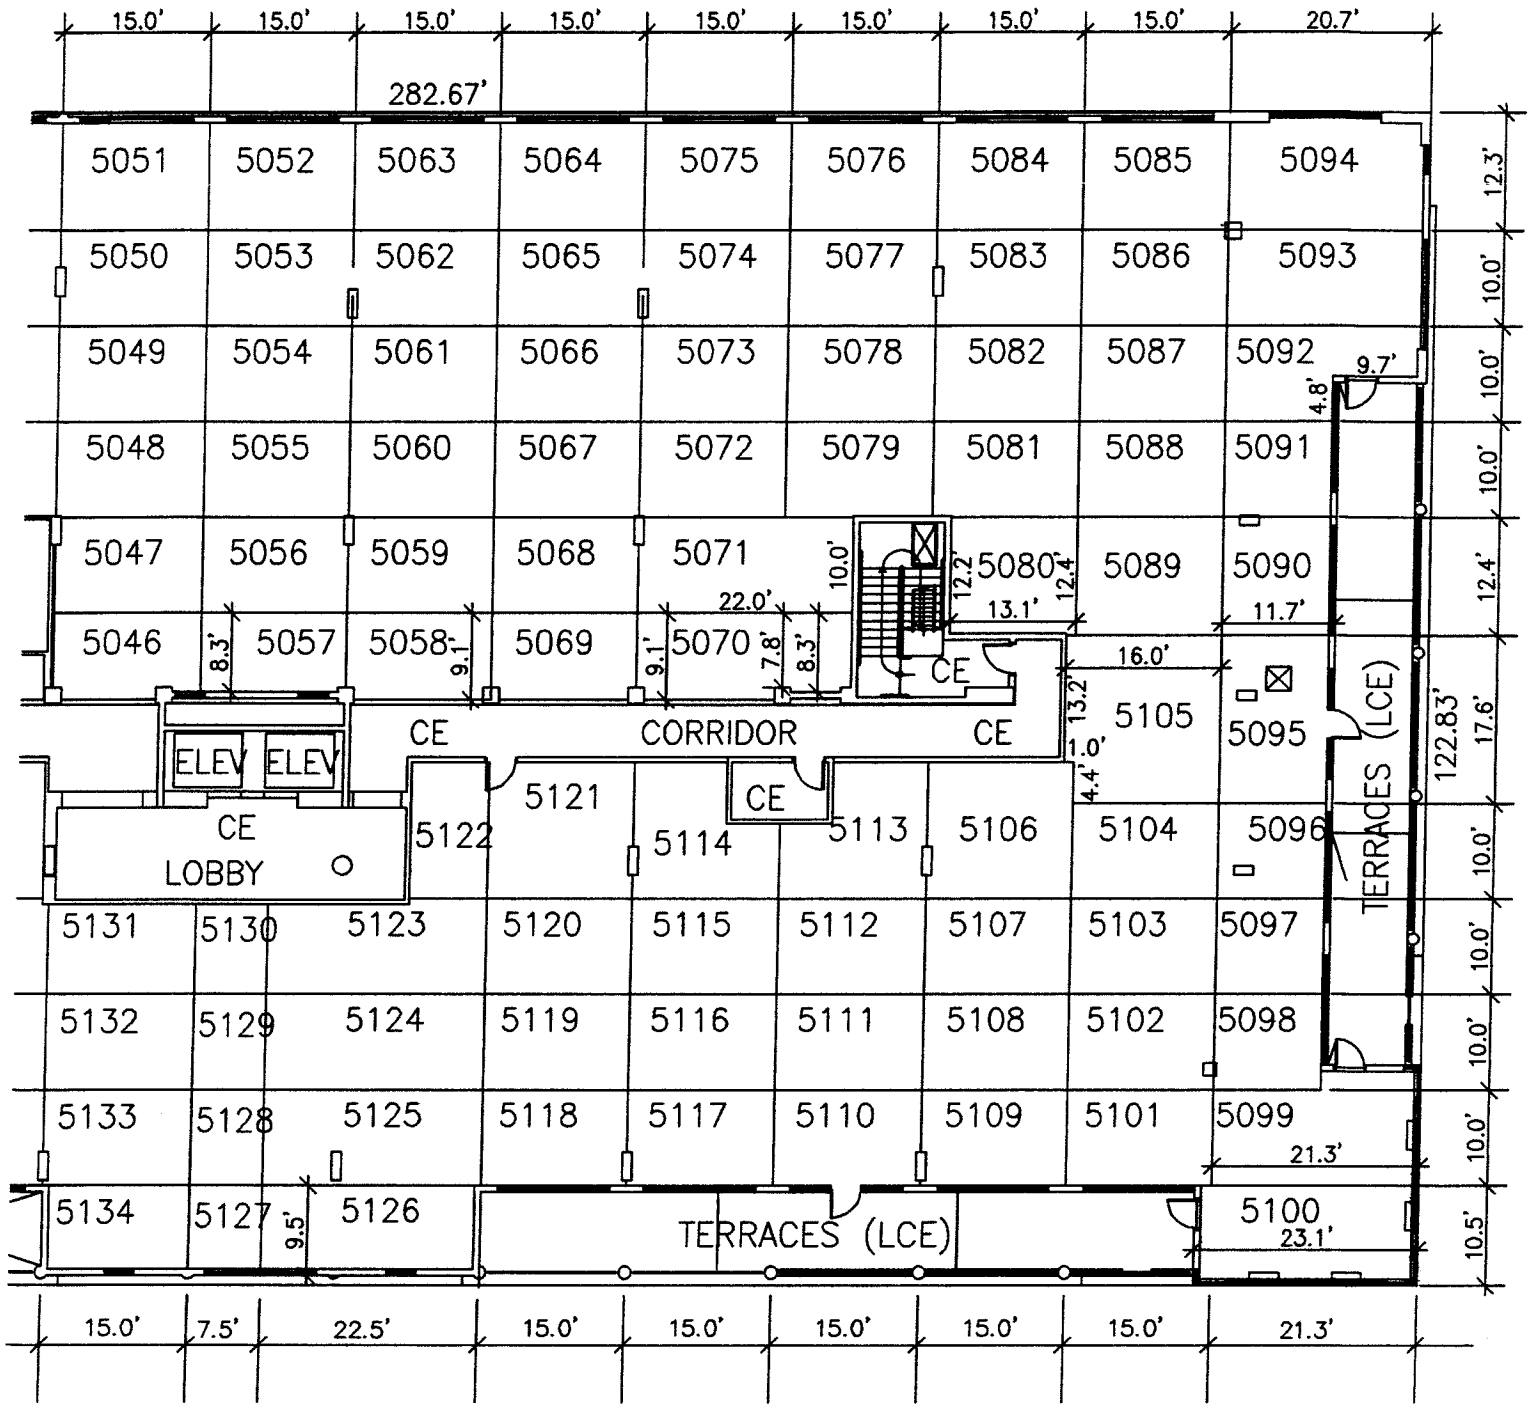 15.0' 15.0' 15.0' 15.0' 15.0' 15.0' 15.0' 15.0' 20.7'
282.67'
5051 5052 5063 5064 5075 5076 5084 5085 5094 12.3'
5050 5053 5062 5065 5074 5077 5083 5086 5093 10.0'
5049 5054 5061 5066 5073 5078 5082 5087 5092 10.0'
9.7'
4.8'
5048 5055 5060 5067 5072 5079 5081 5088 5091 10.0'
5047 5056 5059 5068 5071 10.0' 12.2' 5080 12.4' 5089 5090 12.4'
22.0' 13.1' 11.7'
5046 8.3' 5057 5058 9.1' 5069 9.1' 5070 7.8' 8.3' CE 16.0'
13.2' 5105 5095 TERRACES (LCE) 122.83' 17.6'
CE CORRIDOR CE
1.0'
ELEV ELEV
4.4'
5121 CE
CE 5122 5114 5113 5106 5104 5096 10.0'
LOBBY
5131 5130 5123 5120 5115 5112 5107 5103 5097 10.0'
5132 5129 5124 5119 5116 5111 5108 5102 5098 10.0'
5133 5128 5125 5118 5117 5110 5109 5101 5099 10.0'
21.3'
5134 5127 9.5' 5126 TERRACES (LCE) 5100 10.5'
23.1'
15.0' 7.5' 22.5' 15.0' 15.0' 15.0' 15.0' 15.0' 21.3'